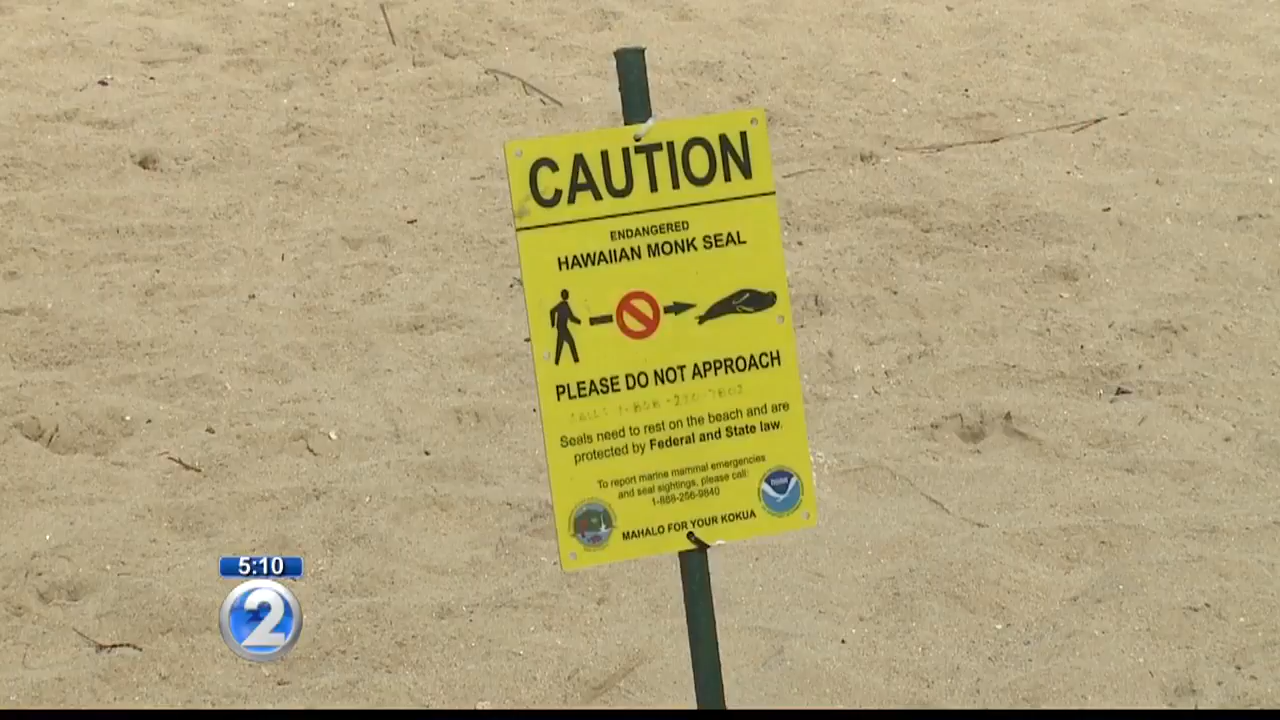 CAUTION
ENDANGERED
HAWAIIAN MONK SEAL
PLEASE DO NOT APPROACH
Seals need to rest on the beach and are
protected by Federal and State law.
To report marine mammal emergencies
and seal sightings, please call:
1-888-256-9840
MAHALO FOR YOUR KOKUA
5:10
2